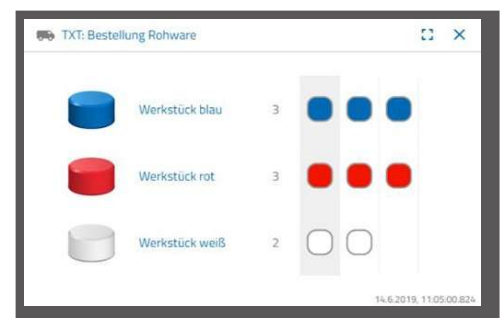 TXT: Bestellung Rohware
Werkstück blau 3
Werkstück rot 3
Werkstück weiß 2
14.6.2019, 11:05:00.824